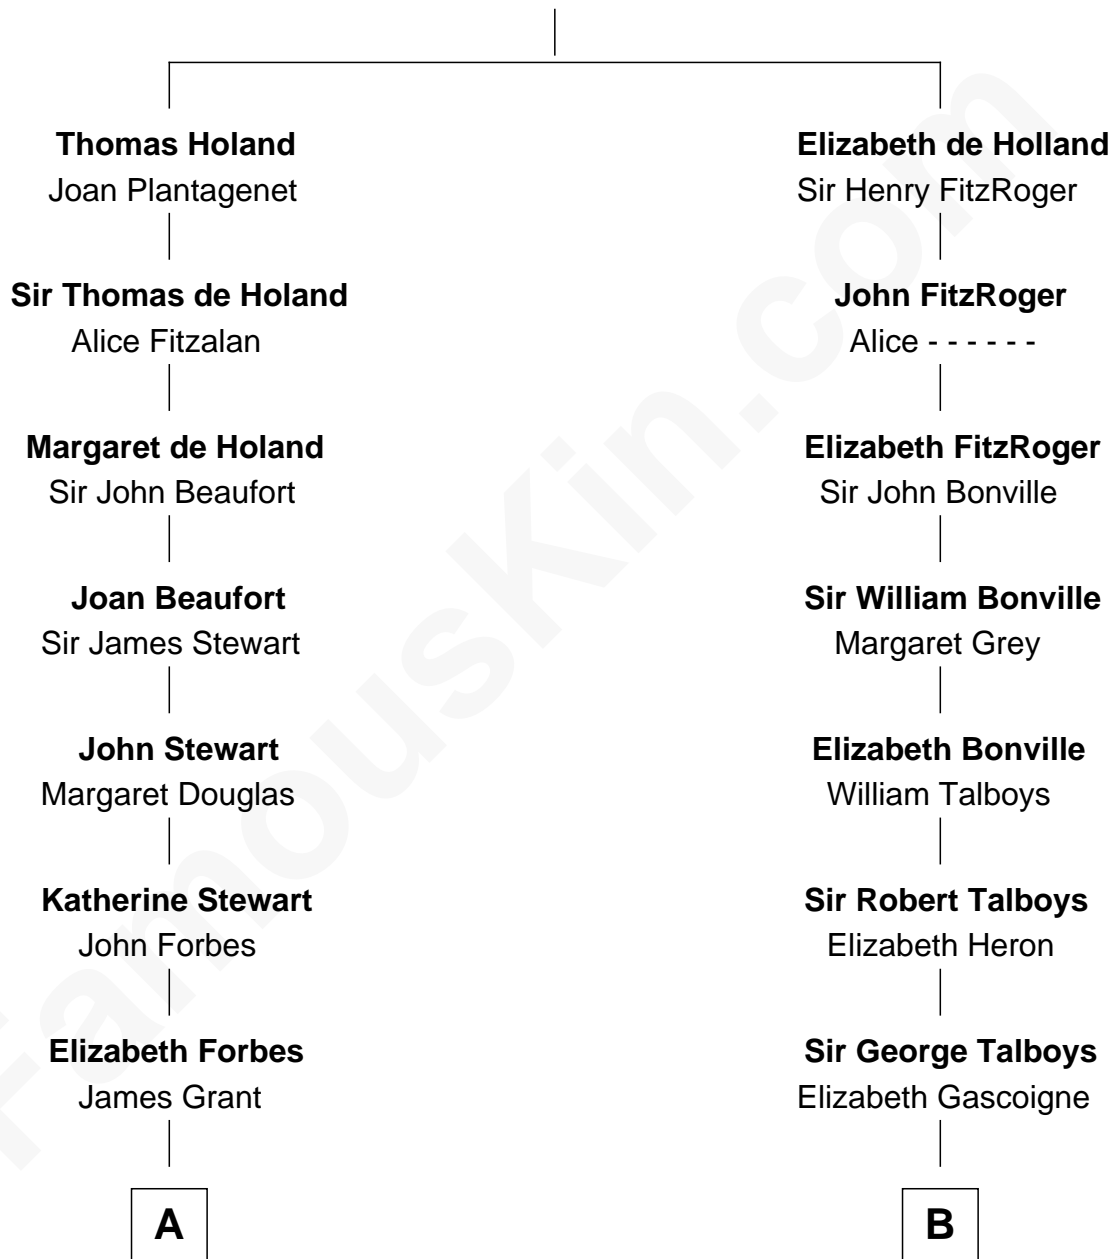 Thomas Holand
Joan Plantagenet
Sir Thomas de Holand
Alice Fitzalan
Margaret de Holand
Sir John Beaufort
Joan Beaufort
Sir James Stewart
John Stewart
Margaret Douglas
Katherine Stewart
John Forbes
Elizabeth Forbes
James Grant
A
Elizabeth de Holland
Sir Henry FitzRoger
John FitzRoger
Alice - - - - - -
Elizabeth FitzRoger
Sir John Bonville
Sir William Bonville
Margaret Grey
Elizabeth Bonville
William Talboys
Sir Robert Talboys
Elizabeth Heron
Sir George Talboys
Elizabeth Gascoigne
B
FamousKin.com